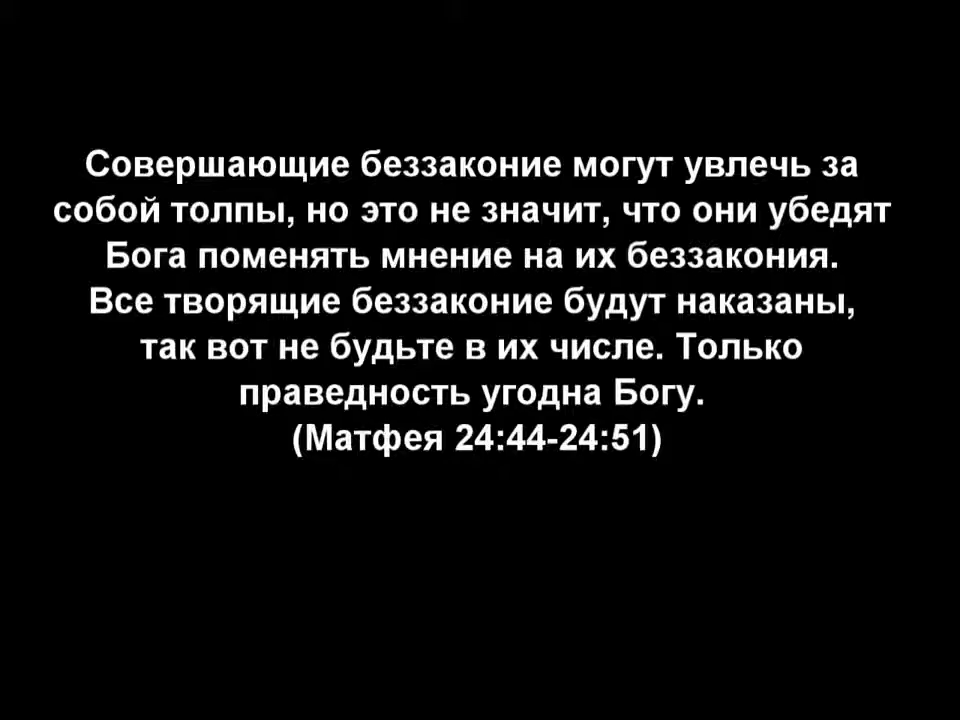 Совершающие беззаконие могут увлечь за
собой толпы, но это не значит, что они убедят
Бога поменять мнение на их беззакония.
Все творящие беззаконие будут наказаны,
так вот не будьте в их числе. Только
праведность угодна Богу.
(Матфея 24:44-24:51)